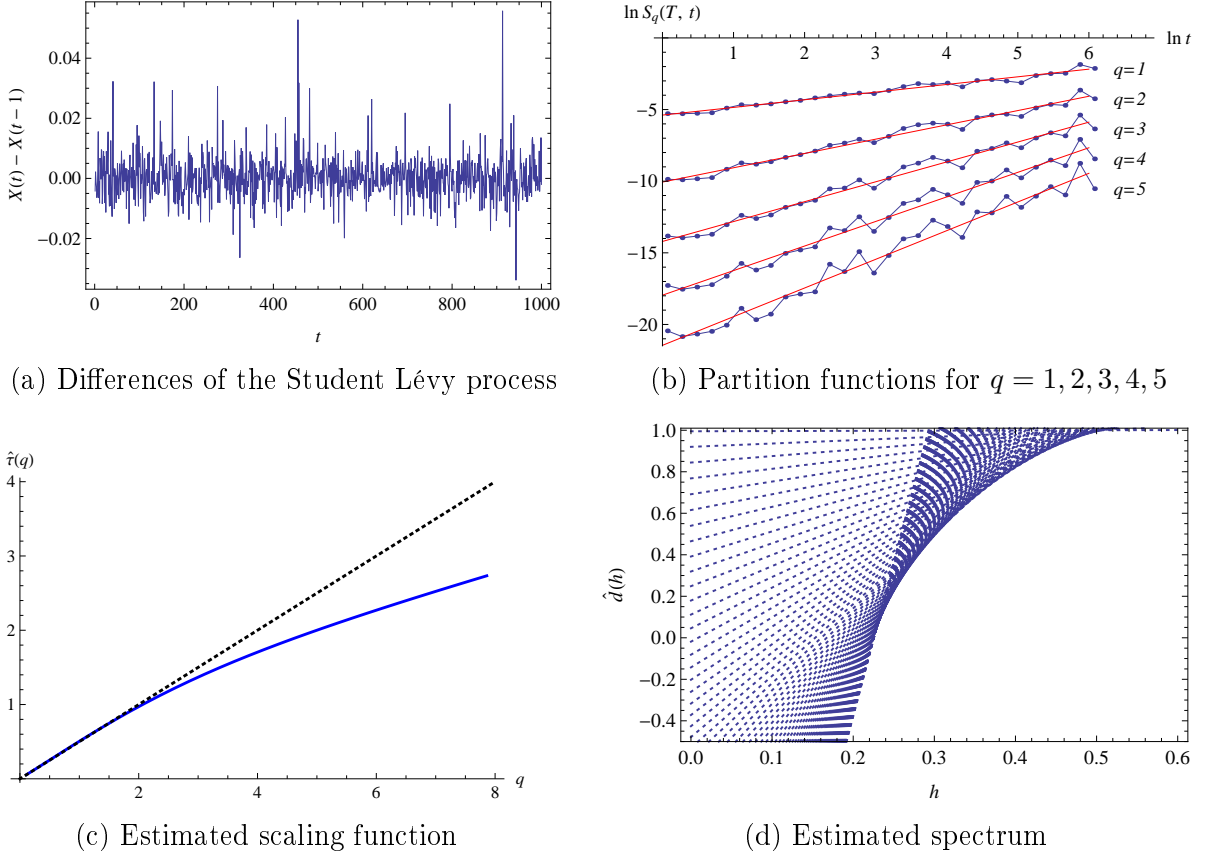 X(t) − X(t − 1)
0.04
0.02
0.00
−0.02
0 200 400 600 800 1000
t
(a) Differences of the Student Lévy process
ln S_q(T, t)
ln t
1 2 3 4 5 6
−5
−10
−15
−20
q=1
q=2
q=3
q=4
q=5
(b) Partition functions for q = 1, 2, 3, 4, 5
τ̂(q)
4
3
2
1
2 4 6 8
q
(c) Estimated scaling function
d̂(h)
1.0
0.8
0.6
0.4
0.2
0.0
−0.2
−0.4
0.0 0.1 0.2 0.3 0.4 0.5 0.6
h
(d) Estimated spectrum